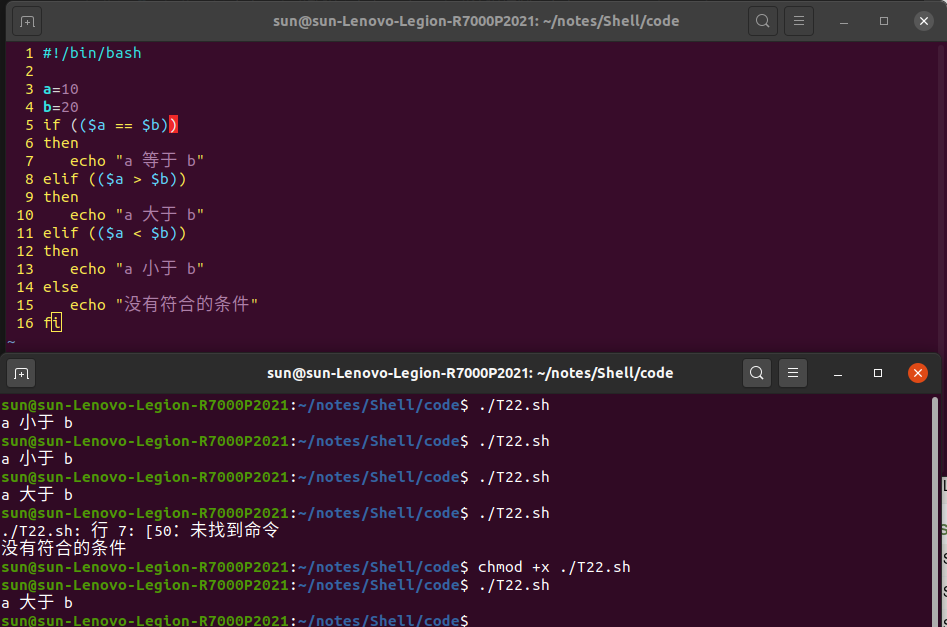 sun@sun-Lenovo-Legion-R7000P2021: ~/notes/Shell/code
1 #!/bin/bash
2
3 a=10
4 b=20
5 if (($a == $b))
6 then
7    echo "a 等于 b"
8 elif (($a > $b))
9 then
10    echo "a 大于 b"
11 elif (($a < $b))
12 then
13    echo "a 小于 b"
14 else
15    echo "没有符合的条件"
16 fi
~
sun@sun-Lenovo-Legion-R7000P2021: ~/notes/Shell/code
sun@sun-Lenovo-Legion-R7000P2021:~/notes/Shell/code$ ./T22.sh
a 小于 b
sun@sun-Lenovo-Legion-R7000P2021:~/notes/Shell/code$ ./T22.sh
a 小于 b
sun@sun-Lenovo-Legion-R7000P2021:~/notes/Shell/code$ ./T22.sh
a 大于 b
sun@sun-Lenovo-Legion-R7000P2021:~/notes/Shell/code$ ./T22.sh
./T22.sh: 行 7: [50: 未找到命令
没有符合的条件
sun@sun-Lenovo-Legion-R7000P2021:~/notes/Shell/code$ chmod +x ./T22.sh
sun@sun-Lenovo-Legion-R7000P2021:~/notes/Shell/code$ ./T22.sh
a 大于 b
sun@sun-Lenovo-Legion-R7000P2021:~/notes/Shell/code$